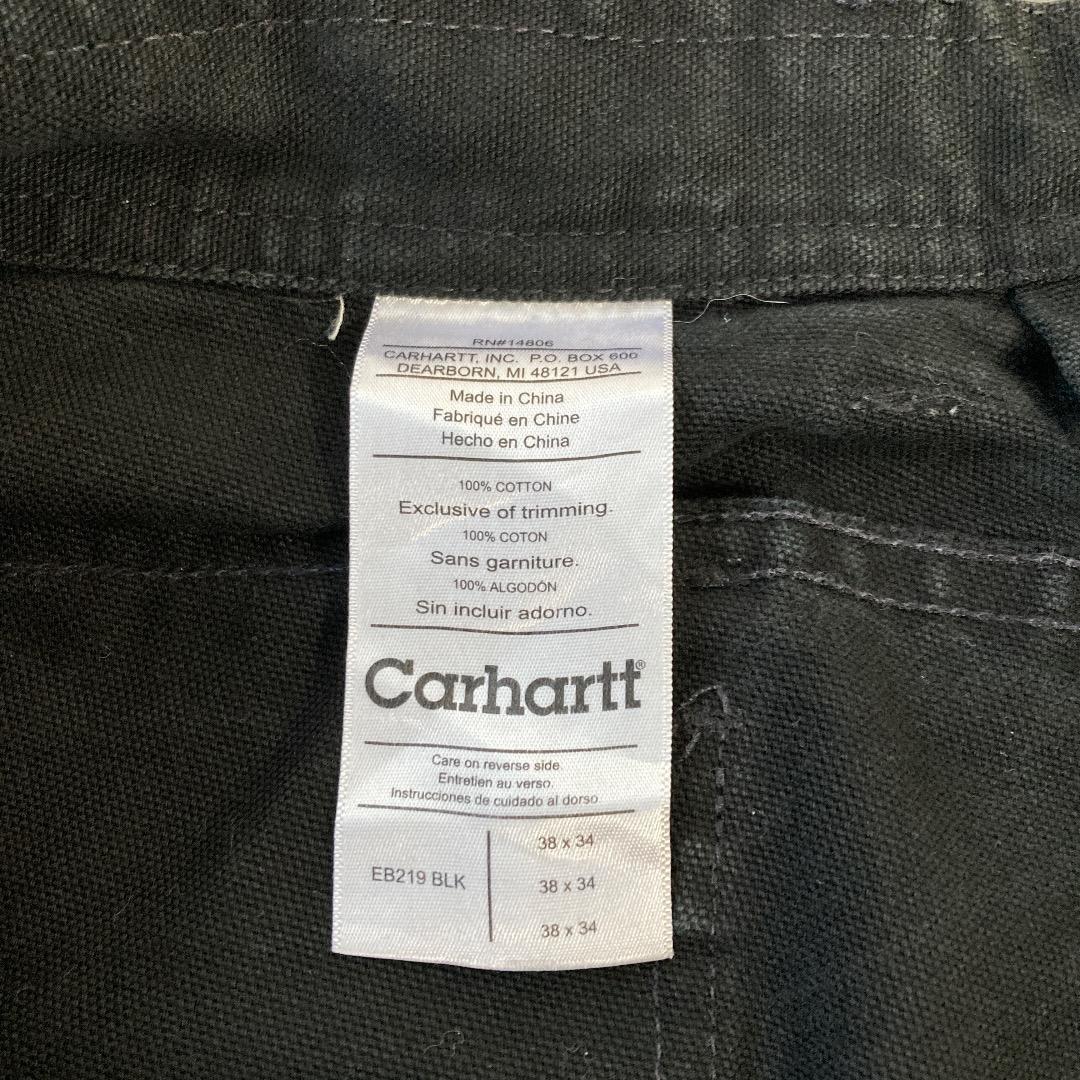 RN#14806
CARHARTT, INC. P.O. BOX 600
DEARBORN, MI 48121 USA
Made in China
Fabriqué en Chine
Hecho en China
100% COTTON
Exclusive of trimming.
100% COTON
Sans garniture.
100% ALGODÓN
Sin incluir adorno.
Carhartt®
Care on reverse side.
Entretien au verso.
Instrucciones de cuidado al dorso
EB219 BLK
38 x 34
38 x 34
38 x 34